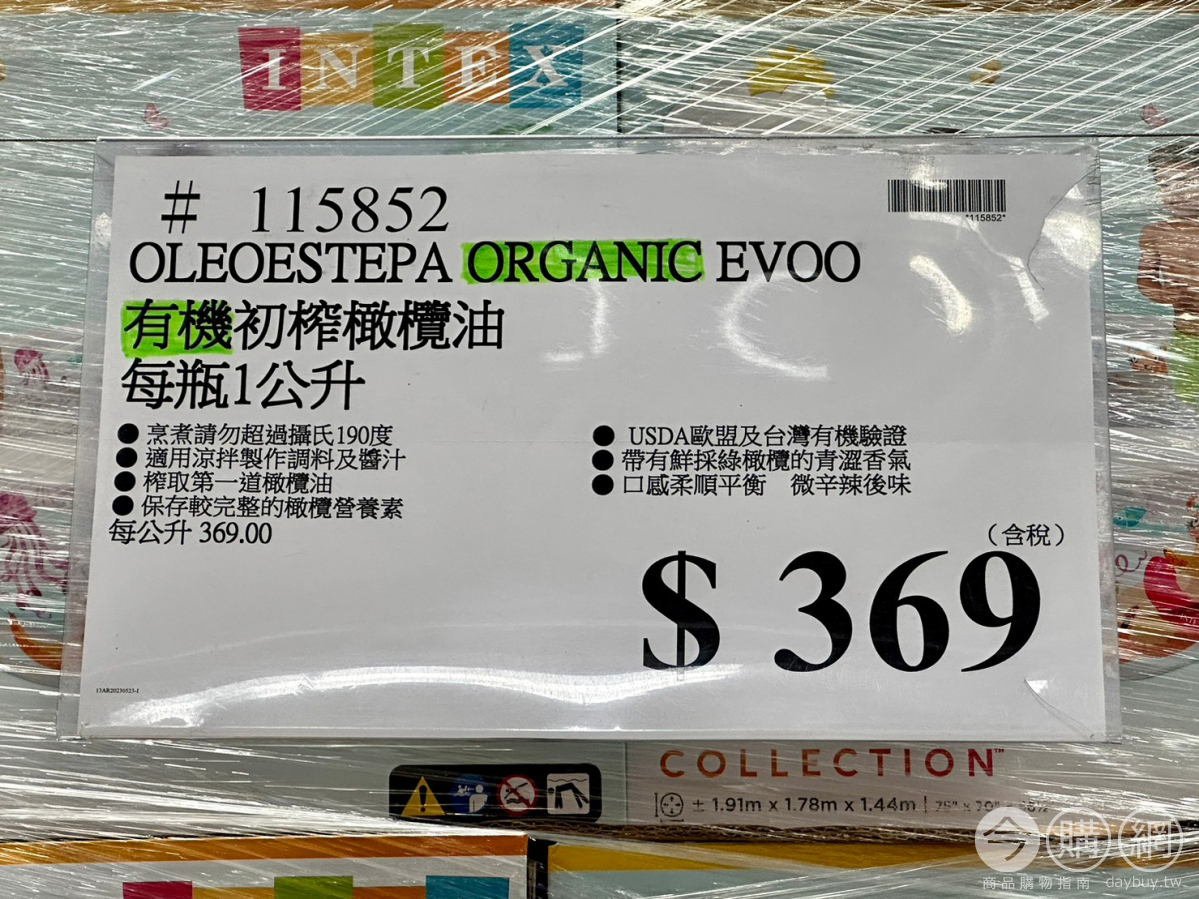 INTEX
# 115852
*115852*
OLEOESTEPA ORGANIC EVOO
有機初榨橄欖油
每瓶1公升
● 烹煮請勿超過攝氏190度
● 適用涼拌製作調料及醬汁
● 榨取第一道橄欖油
● 保存較完整的橄欖營養素
● USDA歐盟及台灣有機驗證
● 帶有鮮採綠橄欖的青澀香氣
● 口感柔順平衡 微辛辣後味
每公升 369.00
(含稅)
$ 369
13AR20230523-1
COLLECTION™
± 1.91m x 1.78m x 1.44m | 75" x 70" x
今購網
商品購物指南 daybuy.tw